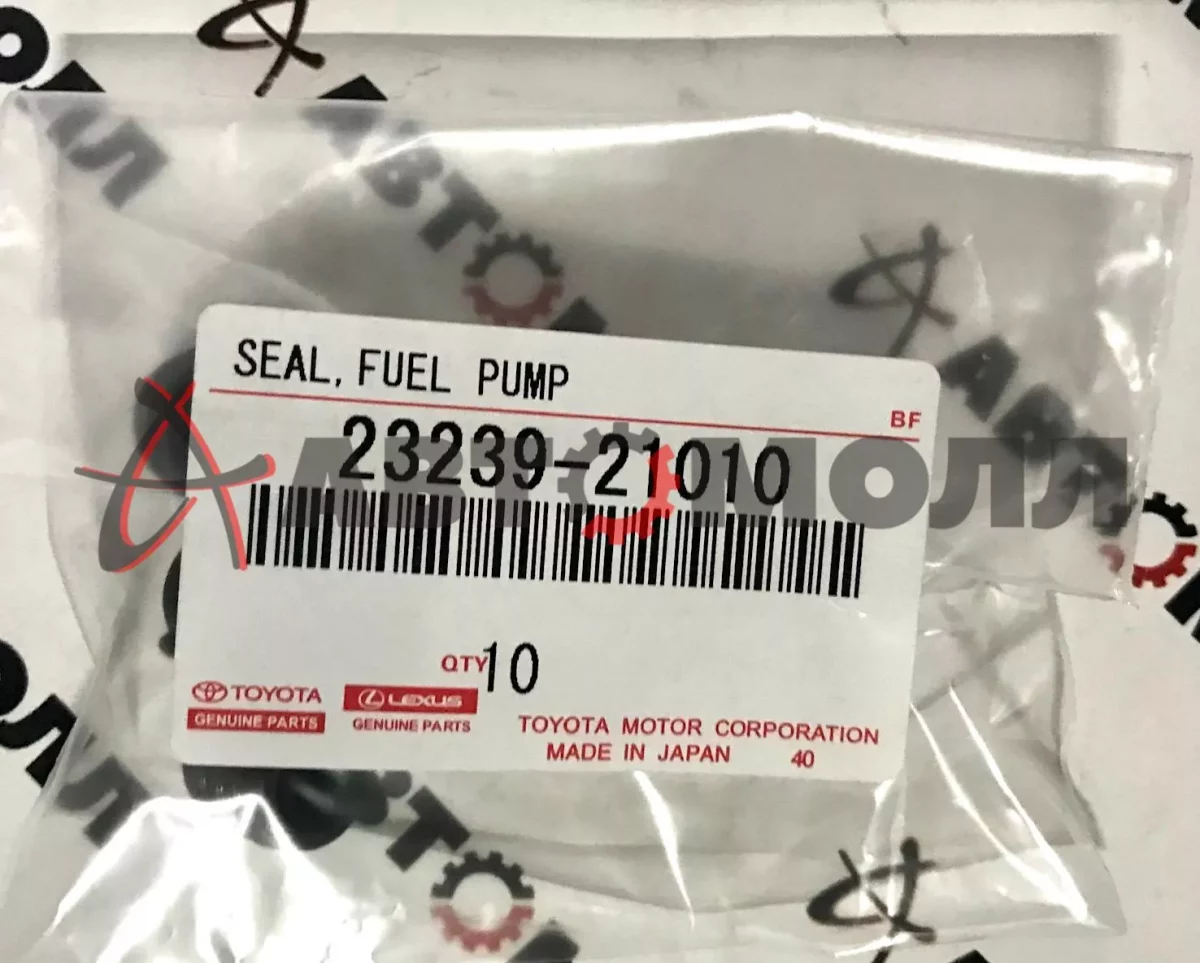 АВТО
SEAL, FUEL PUMP
BF
23239-21010
АВТОМОЛЛ
QTY 10
TOYOTA
GENUINE PARTS
LEXUS
GENUINE PARTS
TOYOTA MOTOR CORPORATION
MADE IN JAPAN 40